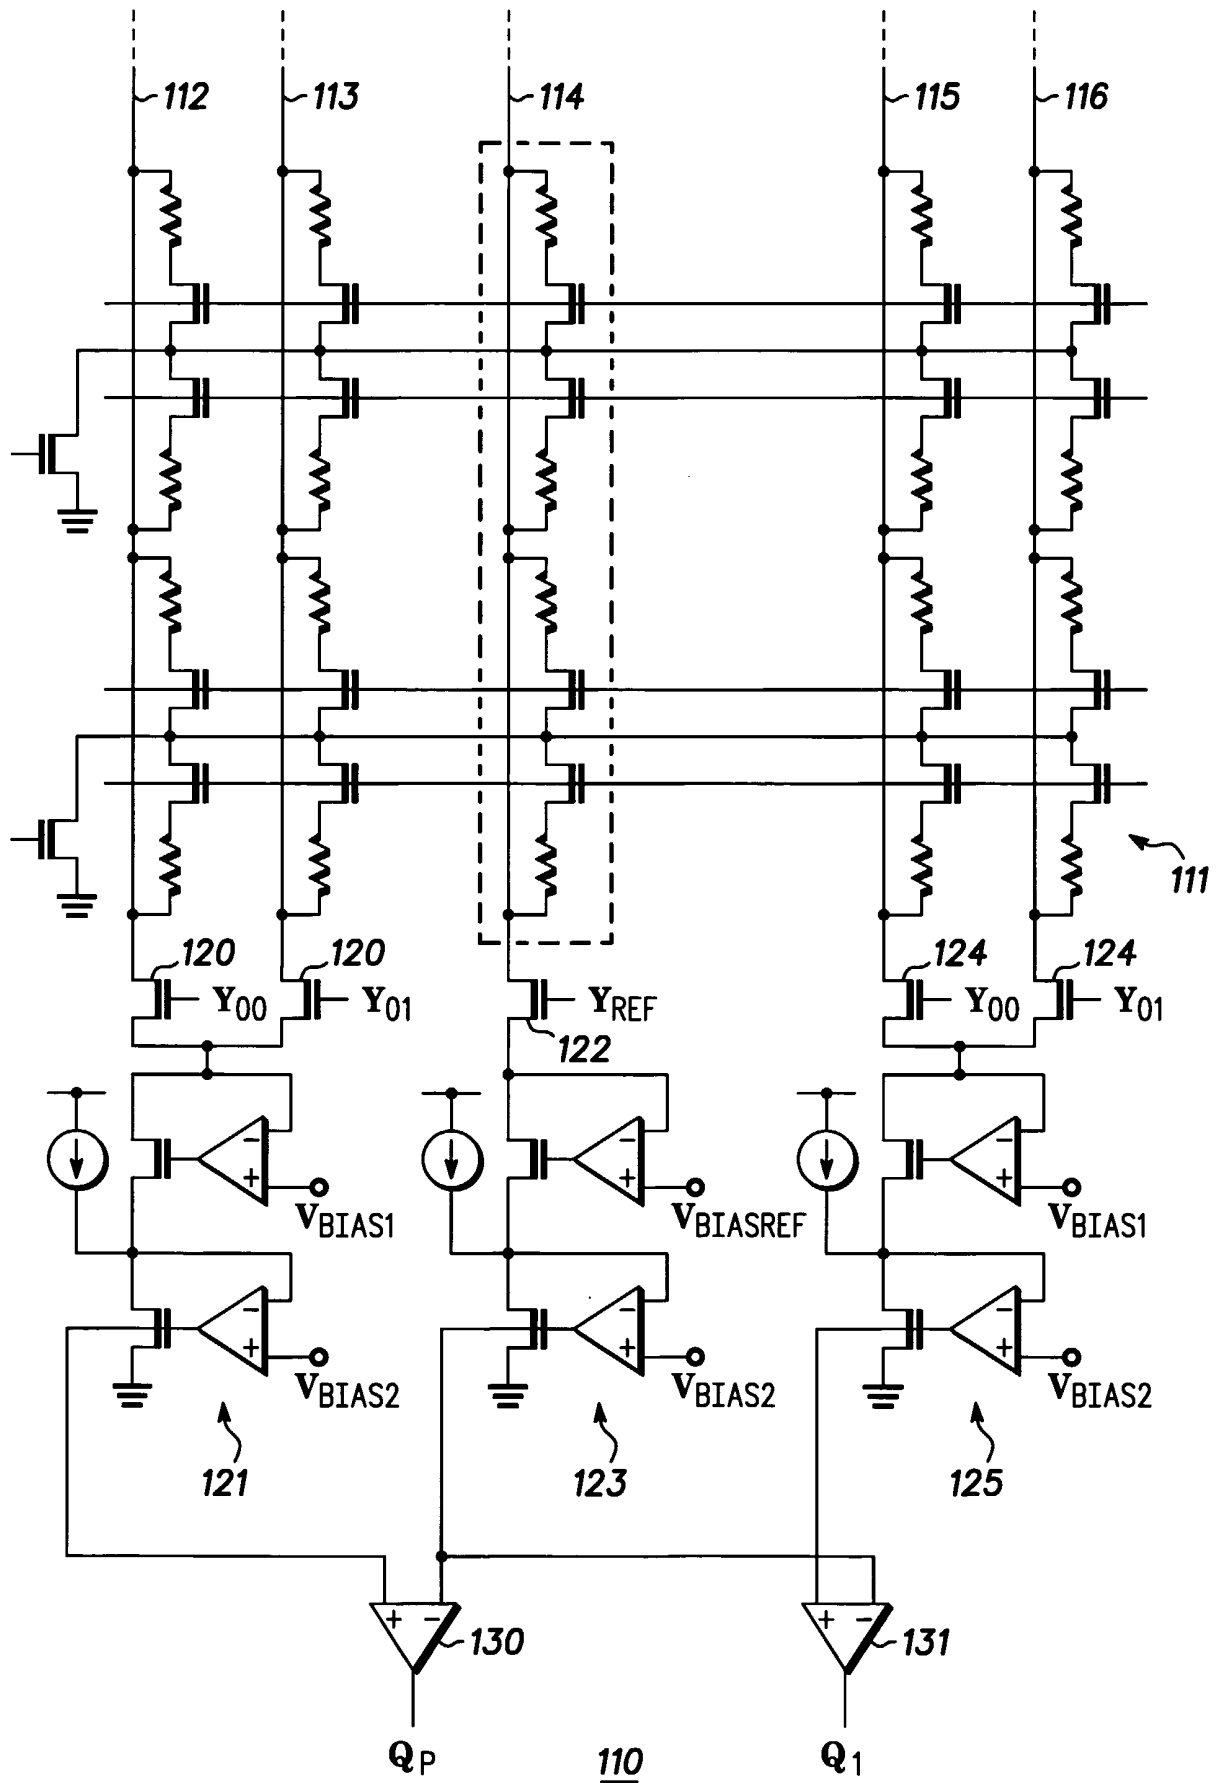 112 113 114 115 116
111
120 120 124 124
Y00 Y01 YREF Y00 Y01
122
− − −
+ + +
VBIAS1 VBIASREF VBIAS1
− − −
+ + +
VBIAS2 VBIAS2 VBIAS2
121 123 125
+ − + −
130 131
QP 110 Q1